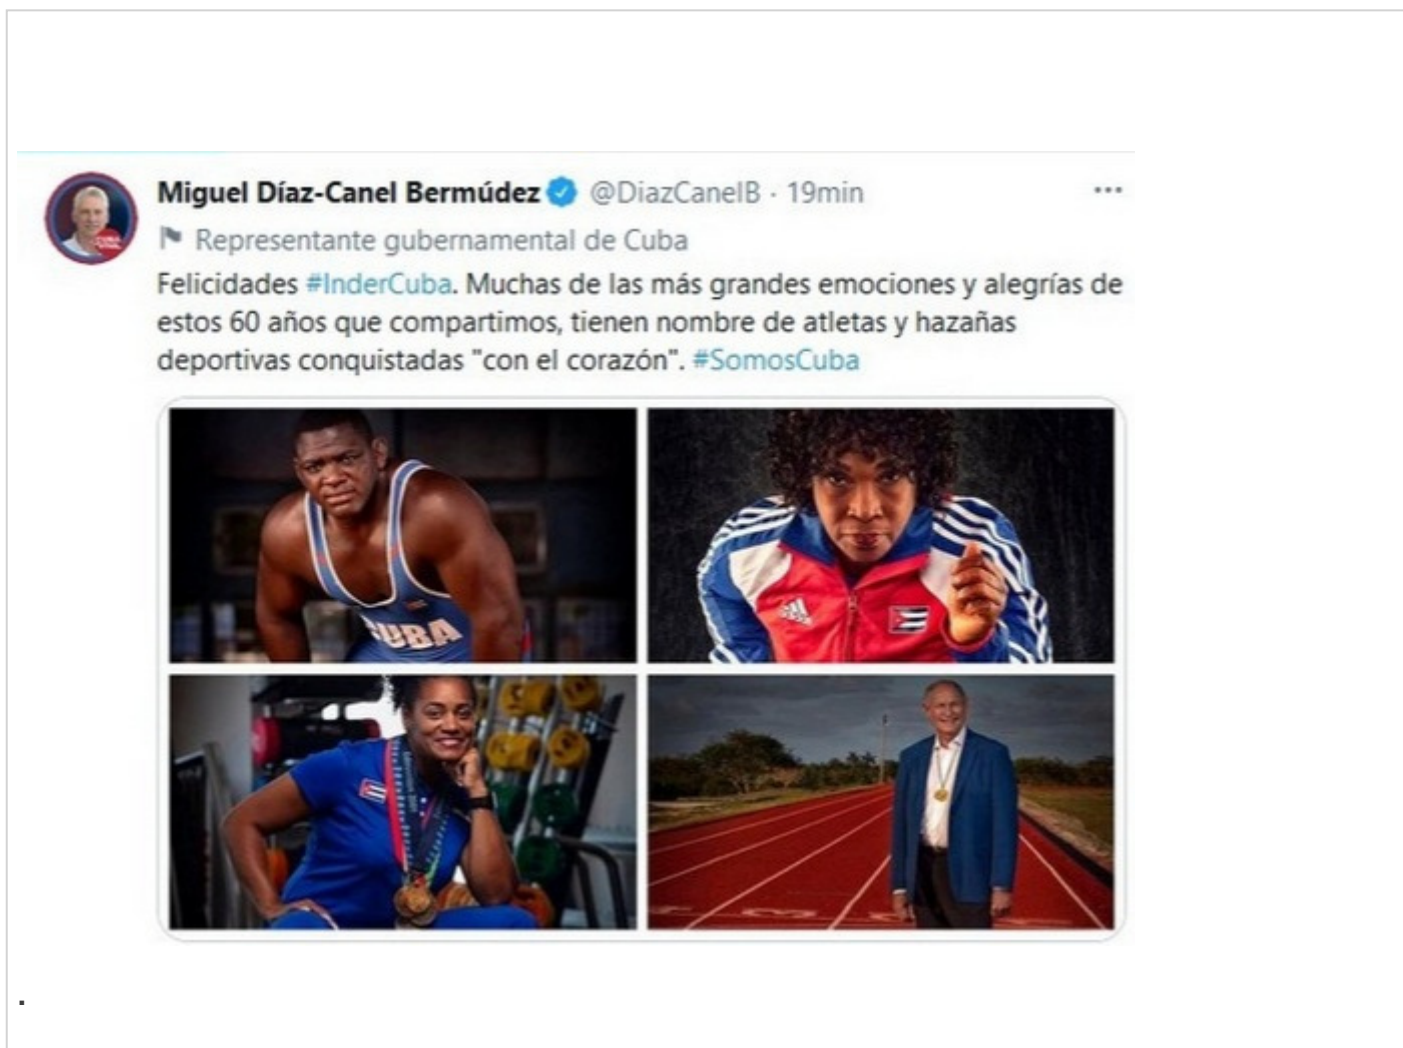 Miguel Díaz-Canel Bermúdez @DiazCanelB · 19min
Representante gubernamental de Cuba
Felicidades #InderCuba. Muchas de las más grandes emociones y alegrías de
estos 60 años que compartimos, tienen nombre de atletas y hazañas
deportivas conquistadas "con el corazón". #SomosCuba
CUBA
.